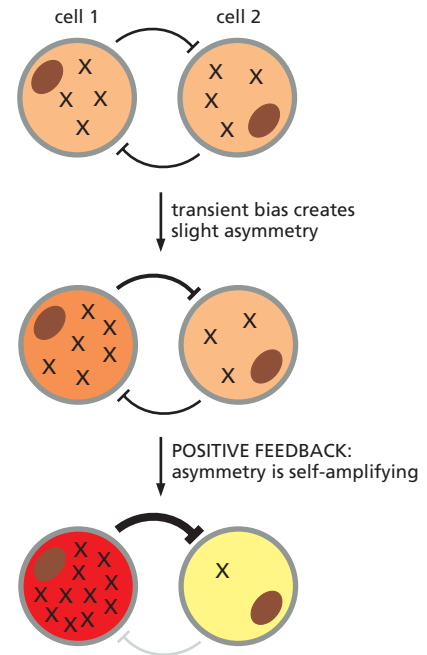 cell 1
cell 2
X
X X
X
X X
X
X
transient bias creates
slight asymmetry
X
X
X
X
X
X
X
X
X
POSITIVE FEEDBACK:
asymmetry is self-amplifying
X
X
X
X
X X X
X
X
X
X
X